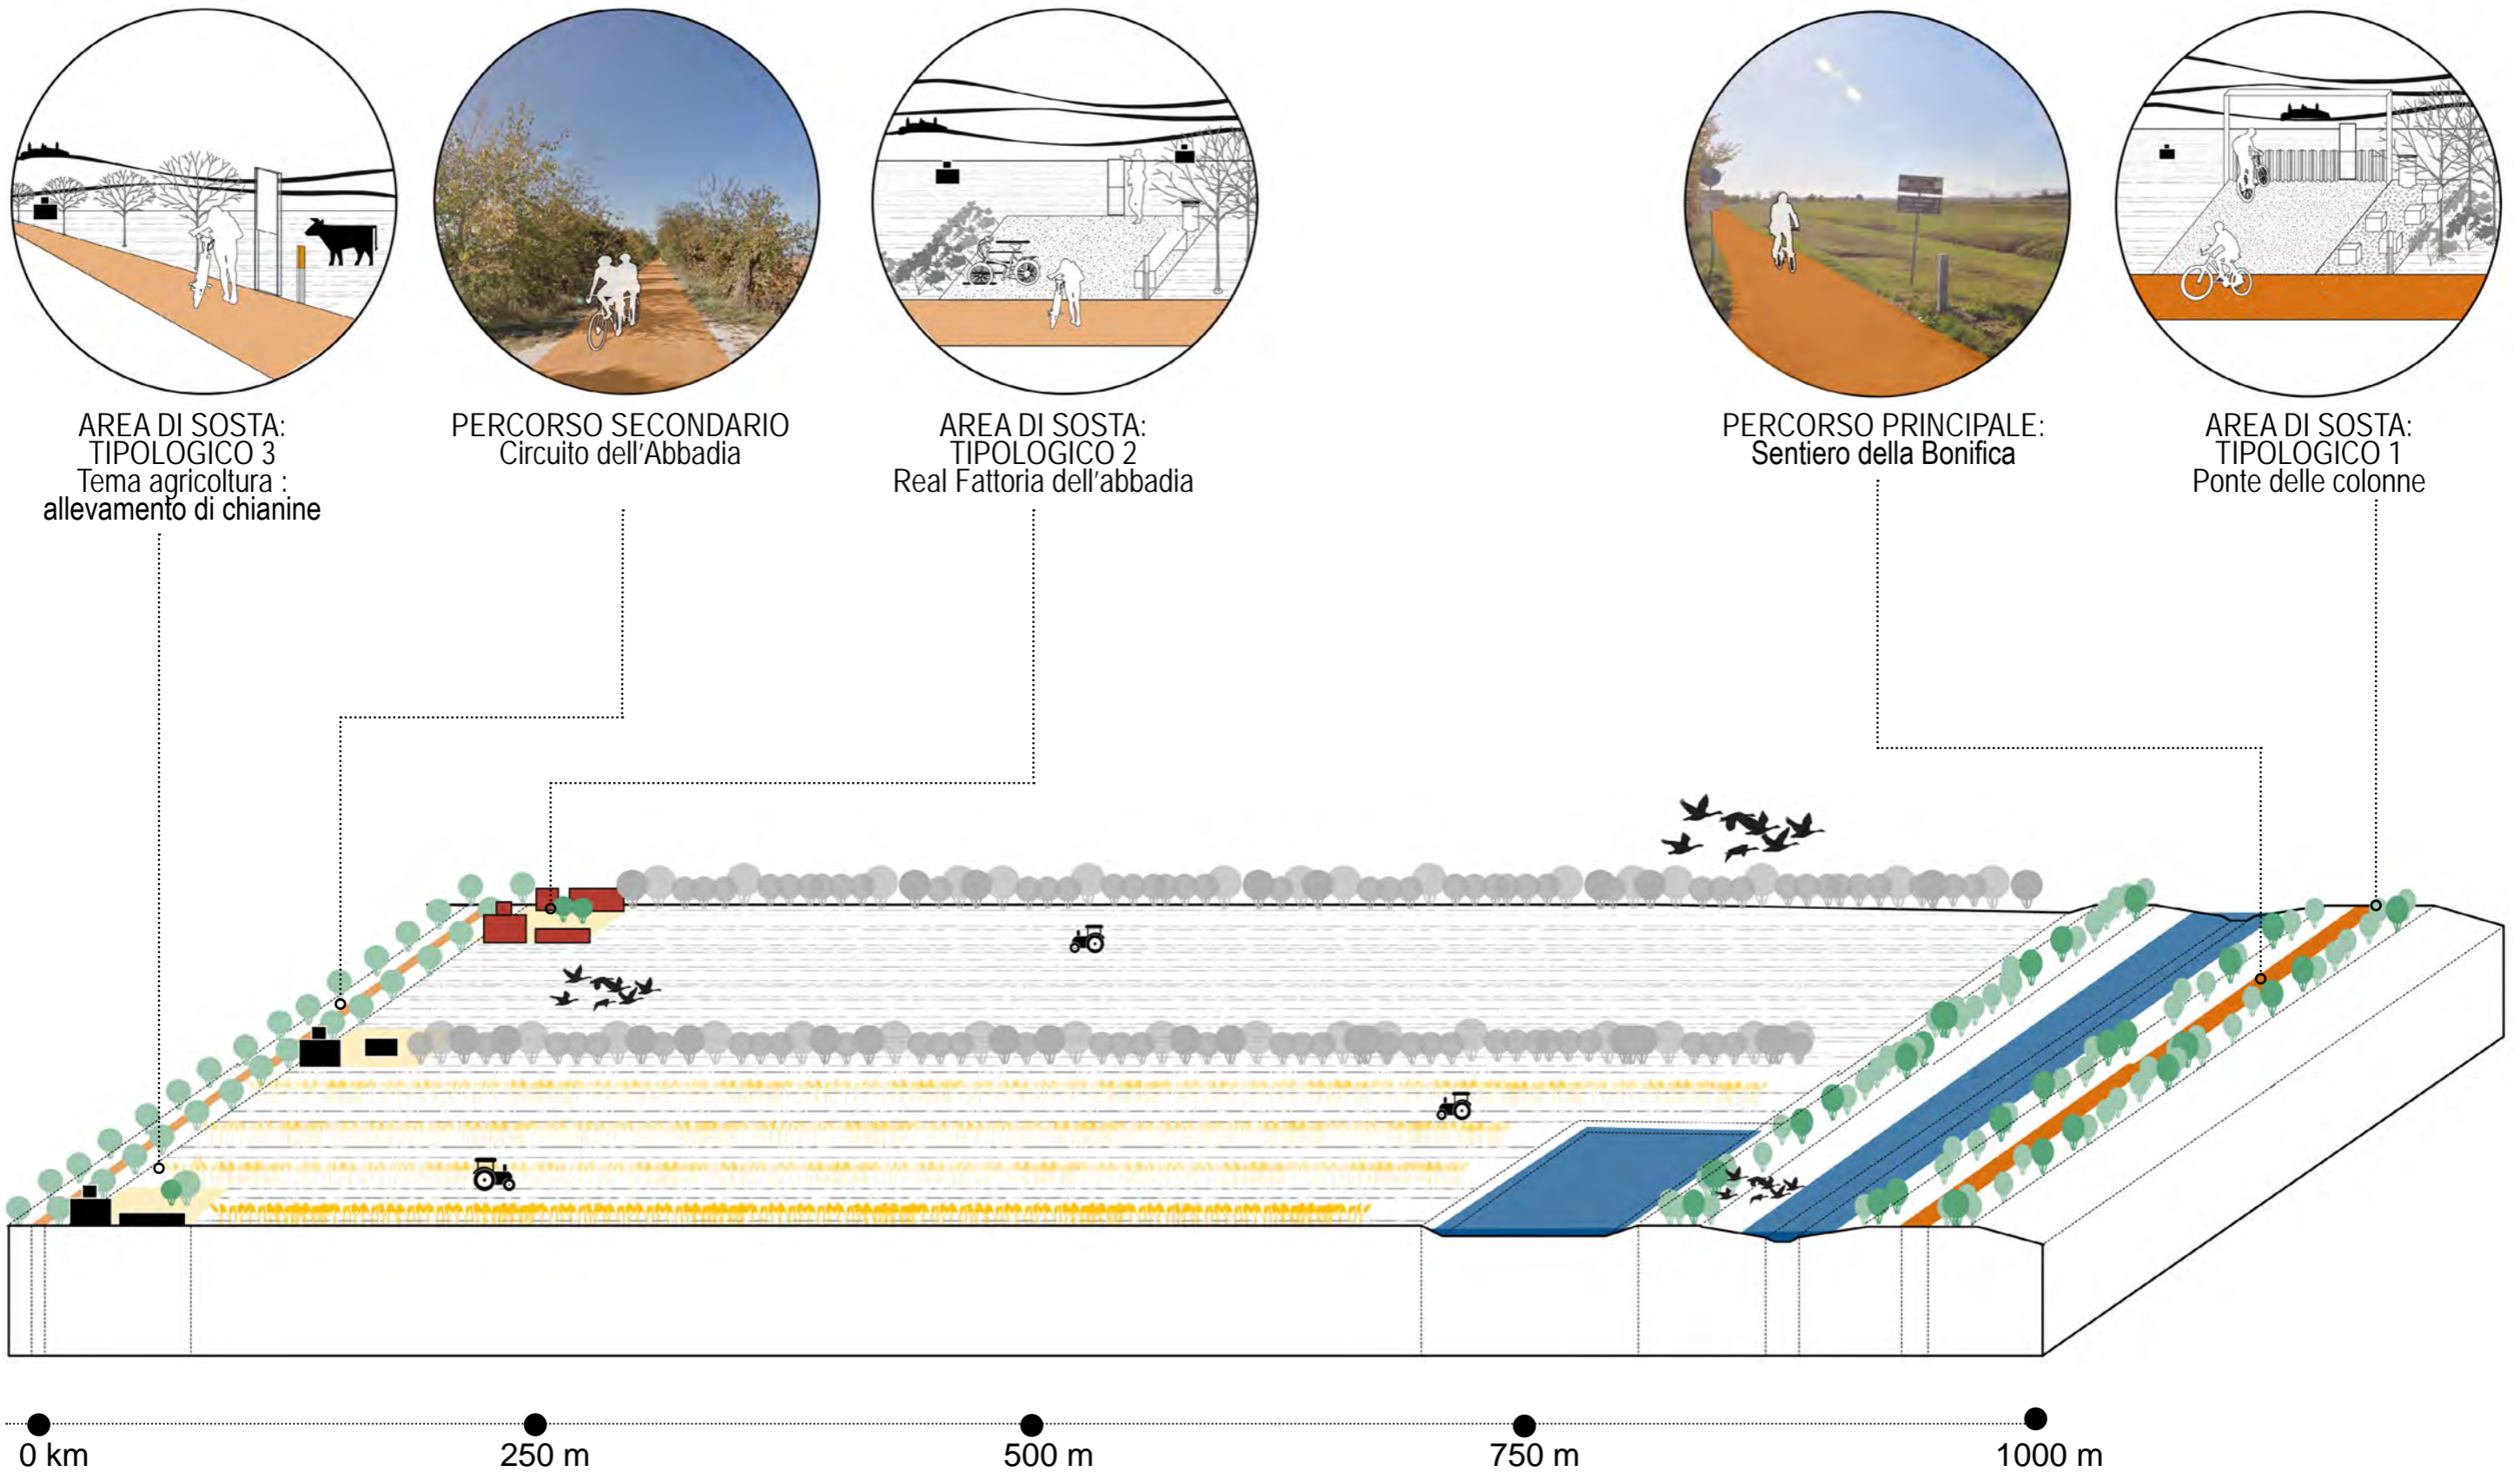 AREA DI SOSTA:
TIPOLOGICO 3
Tema agricoltura :
allevamento di chianine
PERCORSO SECONDARIO
Circuito dell'Abbadia
AREA DI SOSTA:
TIPOLOGICO 2
Real Fattoria dell'abbadia
PERCORSO PRINCIPALE:
Sentiero della Bonifica
AREA DI SOSTA:
TIPOLOGICO 1
Ponte delle colonne
0 km
250 m
500 m
750 m
1000 m